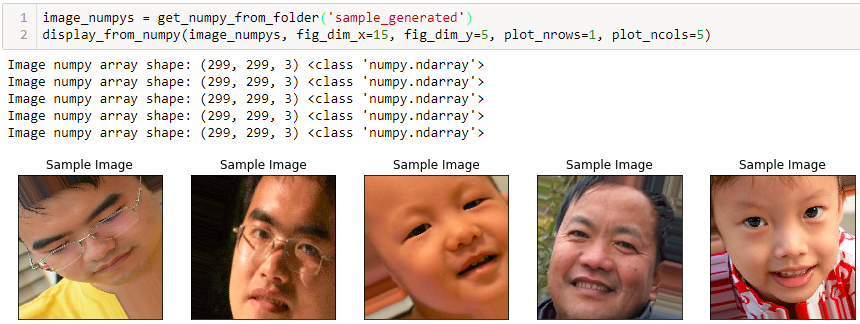 1 image_numpys = get_numpy_from_folder('sample_generated')
2 display_from_numpy(image_numpys, fig_dim_x=15, fig_dim_y=5, plot_nrows=1, plot_ncols=5)
Image numpy array shape: (299, 299, 3) <class 'numpy.ndarray'>
Image numpy array shape: (299, 299, 3) <class 'numpy.ndarray'>
Image numpy array shape: (299, 299, 3) <class 'numpy.ndarray'>
Image numpy array shape: (299, 299, 3) <class 'numpy.ndarray'>
Image numpy array shape: (299, 299, 3) <class 'numpy.ndarray'>
Sample Image Sample Image Sample Image Sample Image Sample Image